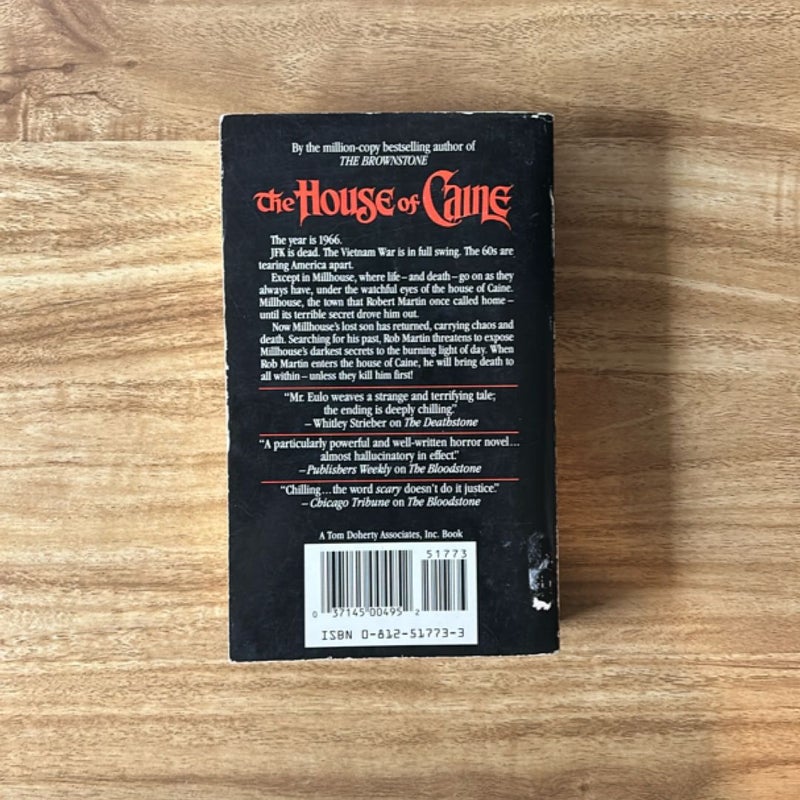 By the million-copy bestselling author of
THE BROWNSTONE
The House of Caine
The year is 1966.
JFK is dead. The Vietnam War is in full swing. The 60s are
tearing America apart.
Except in Millhouse, where life – and death – go on as they
always have, under the watchful eyes of the house of Caine.
Millhouse, the town that Robert Martin once called home –
until its terrible secret drove him out.
Now Millhouse's lost son has returned, carrying chaos and
death. Searching for his past, Rob Martin threatens to expose
Millhouse's darkest secrets to the burning light of day. When
Rob Martin enters the house of Caine, he will bring death to
all within – unless they kill him first!
"Mr. Eulo weaves a strange and terrifying tale;
the ending is deeply chilling."
– Whitley Strieber on The Deathstone
"A particularly powerful and well-written horror novel...
almost hallucinatory in effect."
– Publishers Weekly on The Bloodstone
"Chilling...the word scary doesn't do it justice."
– Chicago Tribune on The Bloodstone
A Tom Doherty Associates, Inc. Book
51773
0 37145 00495 2
ISBN 0-812-51773-3